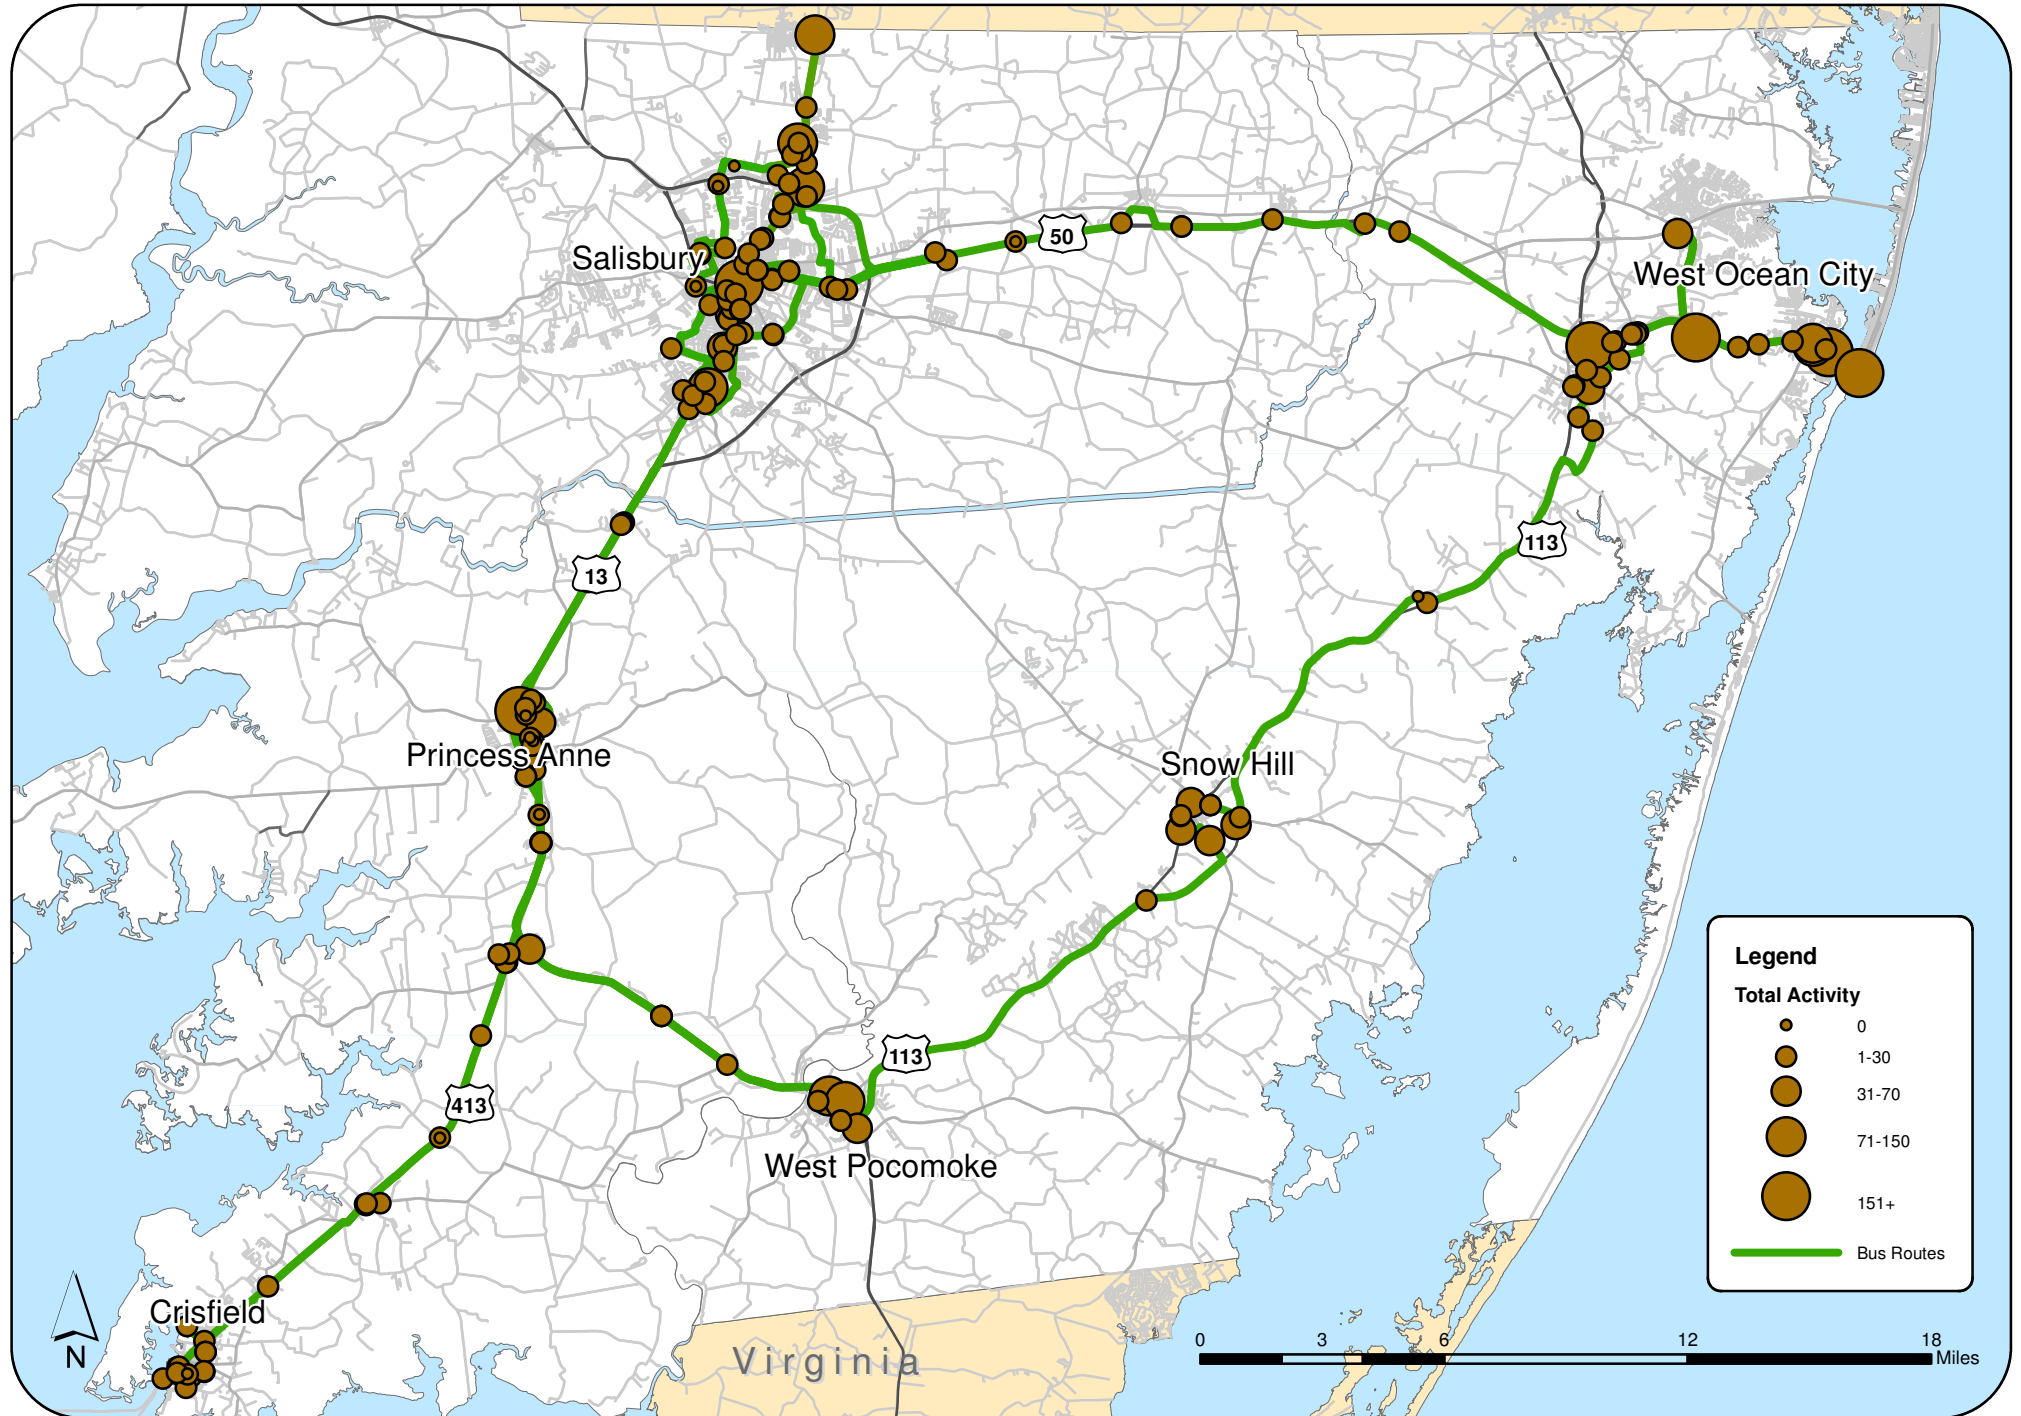 Salisbury
50
West Ocean City
13
113
Princess Anne
Snow Hill
113
413
West Pocomoke
Crisfield
N
Virginia
Legend
Total Activity
0
1-30
31-70
71-150
151+
Bus Routes
0 3 6 12 18
Miles